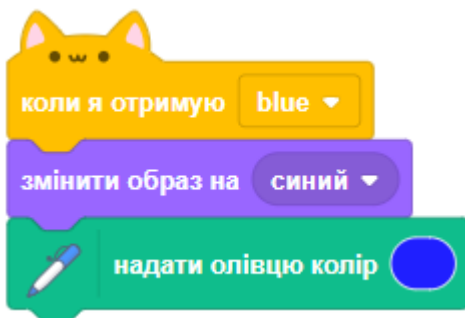 коли я отримую blue
змінити образ на синий
надати олівцю колір